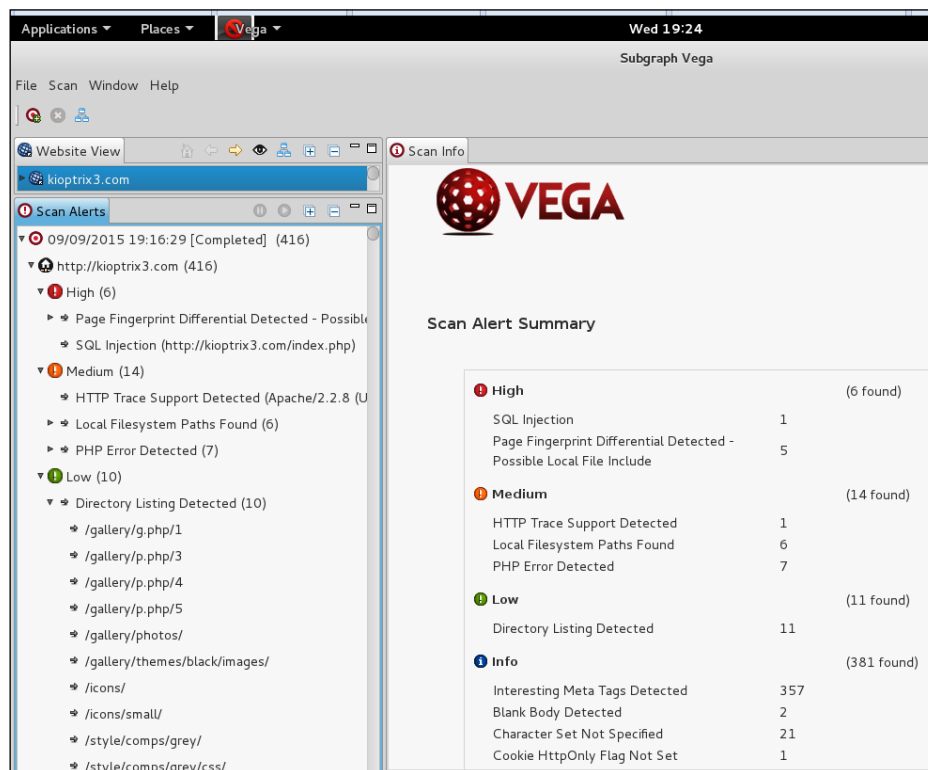 Applications Places Vega Wed 19:24
Subgraph Vega
File Scan Window Help
Website View
kioptrix3.com
Scan Alerts
09/09/2015 19:16:29 [Completed] (416)
http://kioptrix3.com (416)
High (6)
Page Fingerprint Differential Detected - Possible
SQL Injection (http://kioptrix3.com/index.php)
Medium (14)
HTTP Trace Support Detected (Apache/2.2.8 (U
Local Filesystem Paths Found (6)
PHP Error Detected (7)
Low (10)
Directory Listing Detected (10)
/gallery/g.php/1
/gallery/p.php/3
/gallery/p.php/4
/gallery/p.php/5
/gallery/photos/
/gallery/themes/black/images/
/icons/
/icons/small/
/style/comps/grey/
/style/comps/grey/css/
Scan Info
VEGA
Scan Alert Summary
High (6 found)
SQL Injection 1
Page Fingerprint Differential Detected - 
Possible Local File Include 5
Medium (14 found)
HTTP Trace Support Detected 1
Local Filesystem Paths Found 6
PHP Error Detected 7
Low (11 found)
Directory Listing Detected 11
Info (381 found)
Interesting Meta Tags Detected 357
Blank Body Detected 2
Character Set Not Specified 21
Cookie HttpOnly Flag Not Set 1